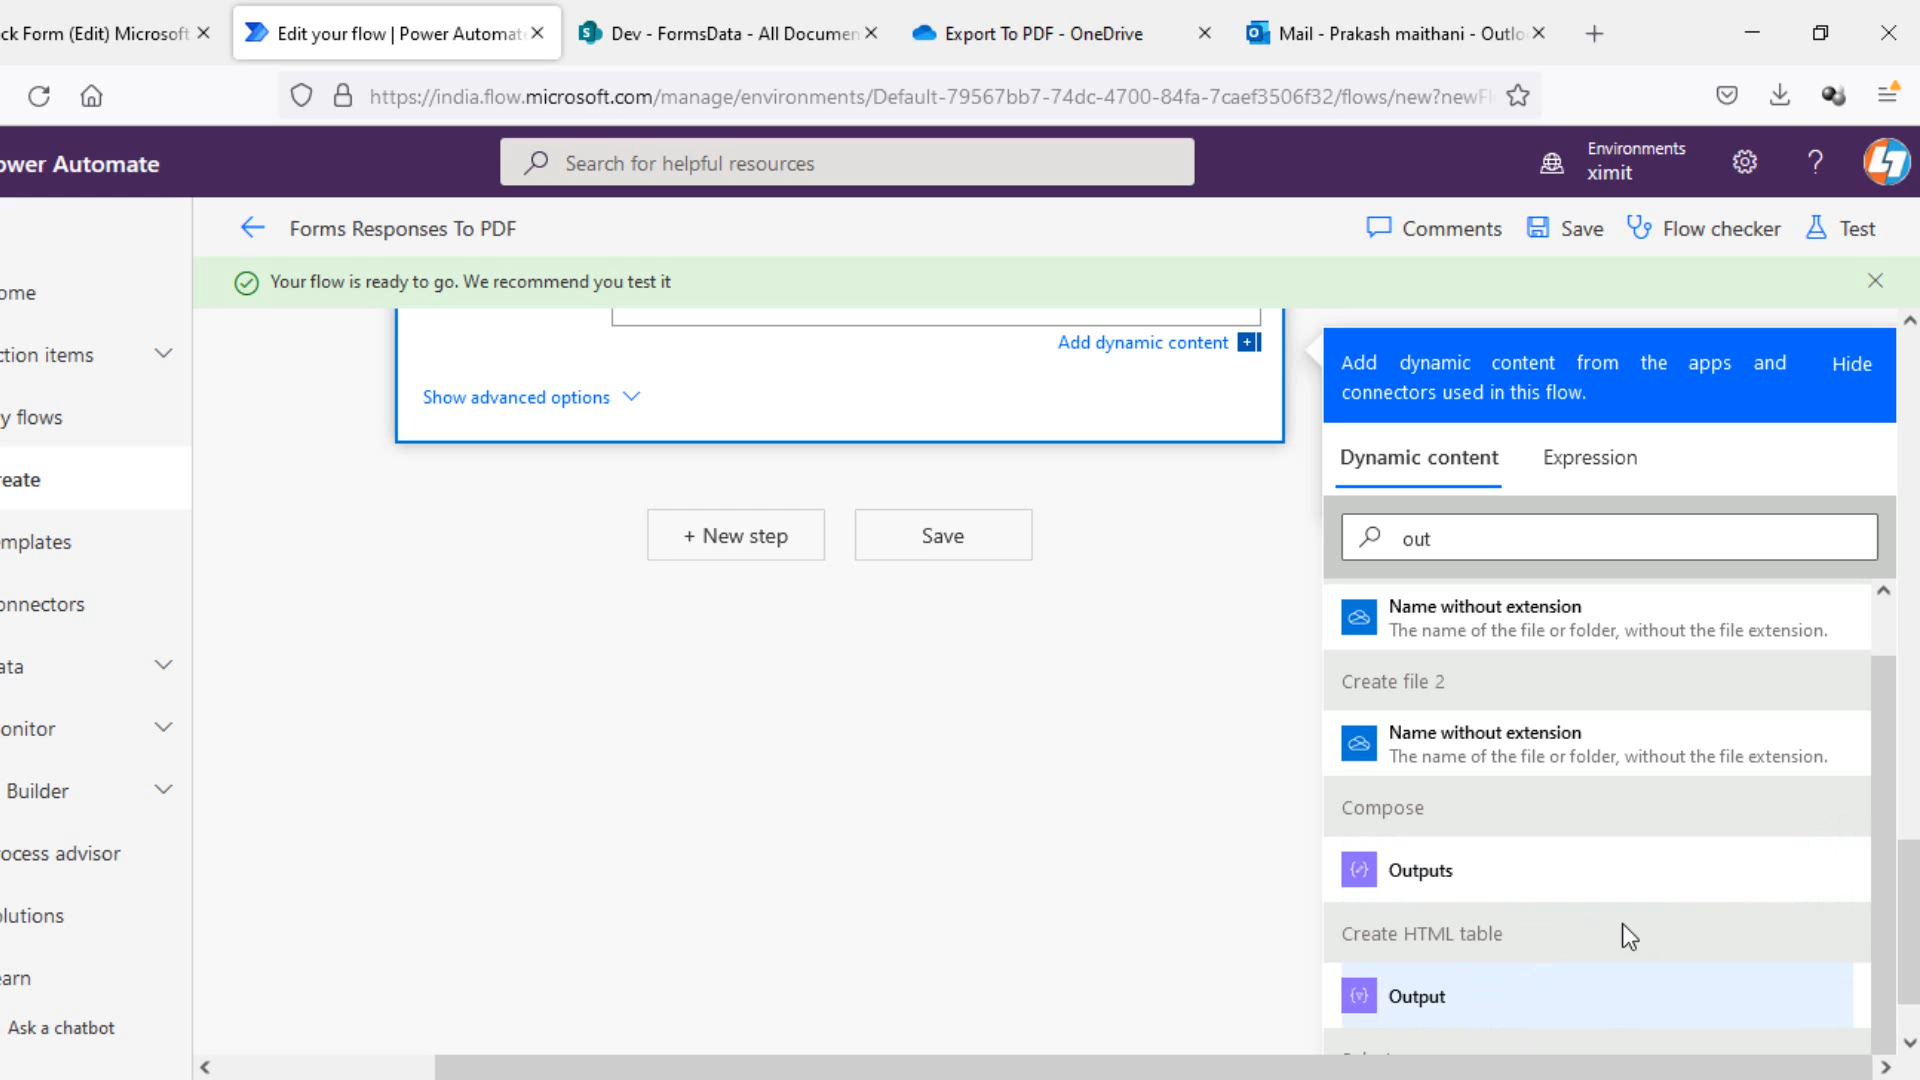 ck Form (Edit) Microsoft
Edit your flow | Power Automat
Dev - FormsData - All Documen
Export To PDF - OneDrive
Mail - Prakash maithani - Outlo
https://india.flow.microsoft.com/manage/environments/Default-79567bb7-74dc-4700-84fa-7caef3506f32/flows/new?newFl
ower Automate
Search for helpful resources
Environments
ximit
Forms Responses To PDF
Comments
Save
Flow checker
Test
Your flow is ready to go. We recommend you test it
ome
ction items
y flows
reate
emplates
onnectors
ata
onitor
Builder
ocess advisor
olutions
earn
Ask a chatbot
Add dynamic content
Show advanced options
+ New step
Save
Add dynamic content from the apps and
connectors used in this flow.
Hide
Dynamic content
Expression
out
Name without extension
The name of the file or folder, without the file extension.
Create file 2
Name without extension
The name of the file or folder, without the file extension.
Compose
Outputs
Create HTML table
Output